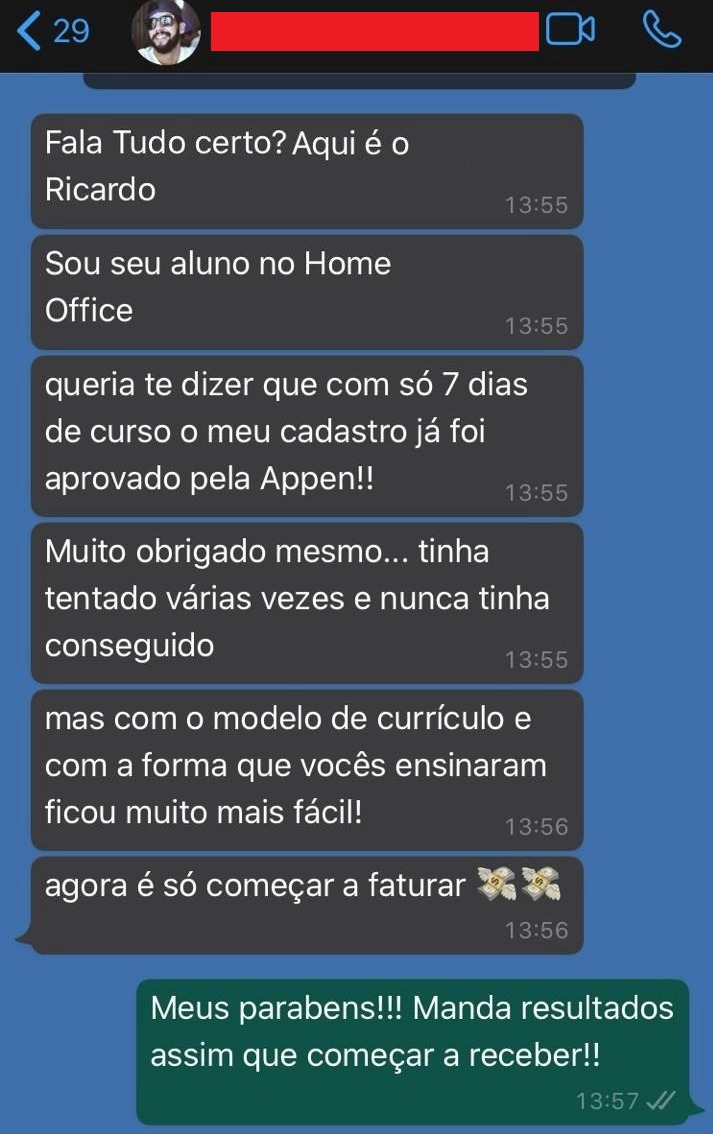 29
Fala Tudo certo? Aqui é o
Ricardo
13:55
Sou seu aluno no Home
Office
13:55
queria te dizer que com só 7 dias
de curso o meu cadastro já foi
aprovado pela Appen!!
13:55
Muito obrigado mesmo... tinha
tentado várias vezes e nunca tinha
conseguido
13:55
mas com o modelo de currículo e
com a forma que vocês ensinaram
ficou muito mais fácil!
13:56
agora é só começar a faturar 💸💸
13:56
Meus parabens!!! Manda resultados
assim que começar a receber!!
13:57